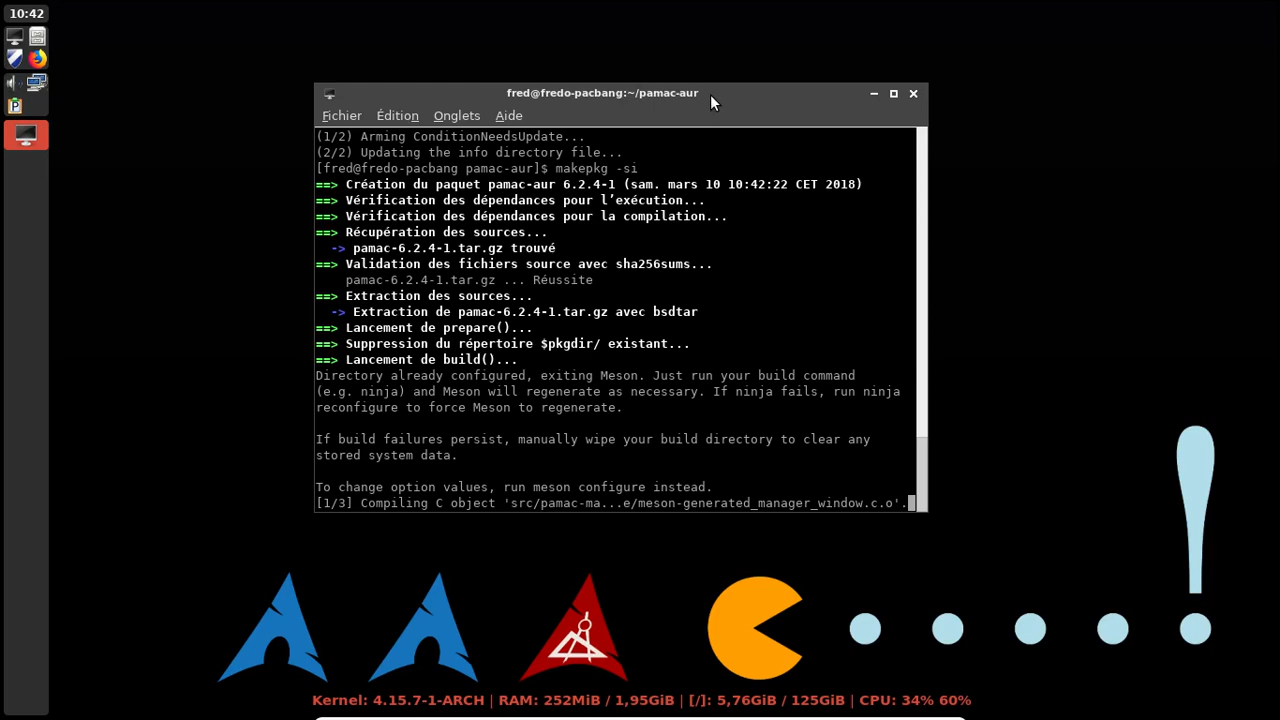 10:42
fred@fredo-pacbang:~/pamac-aur
Fichier Édition Onglets Aide
(1/2) Arming ConditionNeedsUpdate...
(2/2) Updating the info directory file...
[fred@fredo-pacbang pamac-aur]$ makepkg -si
==> Création du paquet pamac-aur 6.2.4-1 (sam. mars 10 10:42:22 CET 2018)
==> Vérification des dépendances pour l’exécution...
==> Vérification des dépendances pour la compilation...
==> Récupération des sources...
-> pamac-6.2.4-1.tar.gz trouvé
==> Validation des fichiers source avec sha256sums...
pamac-6.2.4-1.tar.gz ... Réussite
==> Extraction des sources...
-> Extraction de pamac-6.2.4-1.tar.gz avec bsdtar
==> Lancement de prepare()...
==> Suppression du répertoire $pkgdir/ existant...
==> Lancement de build()...
Directory already configured, exiting Meson. Just run your build command
(e.g. ninja) and Meson will regenerate as necessary. If ninja fails, run ninja
reconfigure to force Meson to regenerate.
If build failures persist, manually wipe your build directory to clear any
stored system data.
To change option values, run meson configure instead.
[1/3] Compiling C object 'src/pamac-ma...e/meson-generated_manager_window.c.o'.
Kernel: 4.15.7-1-ARCH | RAM: 252MiB / 1,95GiB | [/]: 5,76GiB / 125GiB | CPU: 34% 60%